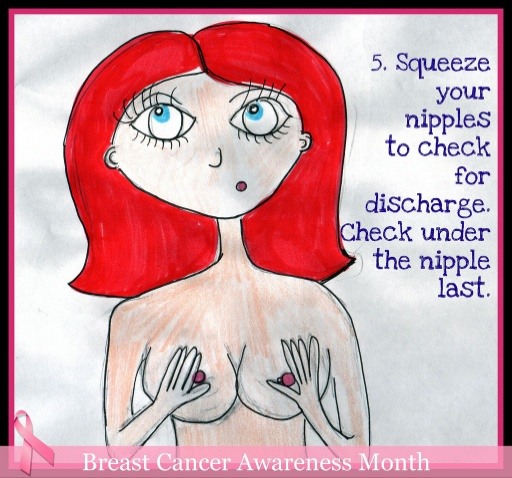 5. Squeeze
your
nipples
to check
for
discharge.
Check under
the nipple
last.
Breast Cancer Awareness Month